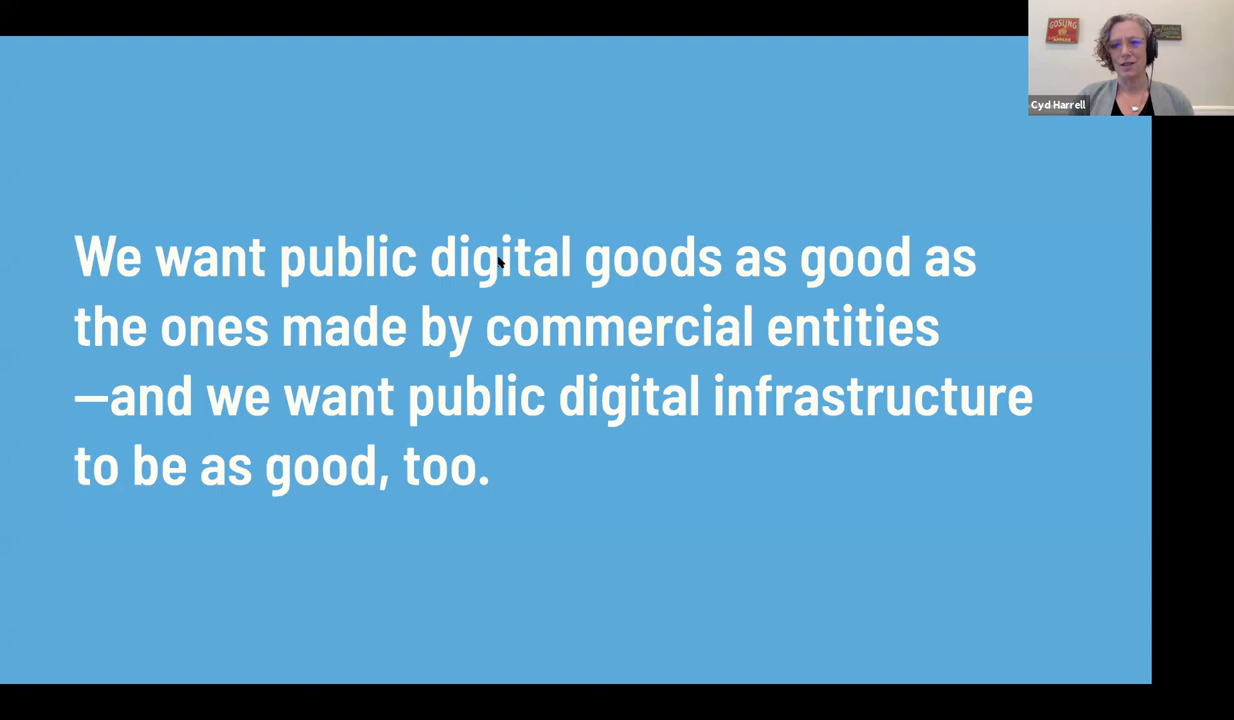 GOSLING
Cyd Harrell
We want public digital goods as good as
the ones made by commercial entities
—and we want public digital infrastructure
to be as good, too.